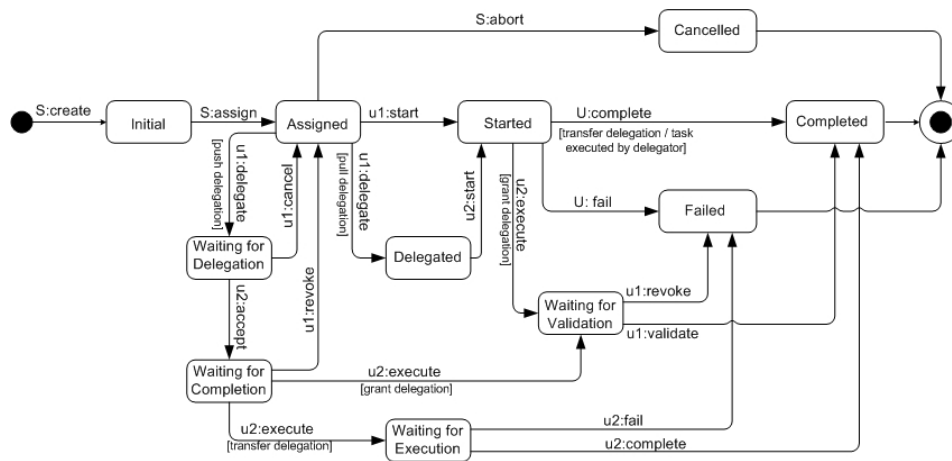 S:abort
Cancelled
S:create
Initial
S:assign
Assigned
u1:start
Started
U:complete
[transfer delegation / task
executed by delegator]
Completed
u1:delegate
[push delegation]
u1:cancel
u1:revoke
u1:delegate
[pull delegation]
u2:start
u2:execute
[grant delegation]
U: fail
Failed
Waiting for
Delegation
Delegated
u2:accept
Waiting for
Validation
u1:revoke
u1:validate
Waiting for
Completion
u2:execute
[grant delegation]
u2:execute
[transfer delegation]
Waiting for
Execution
u2:fail
u2:complete